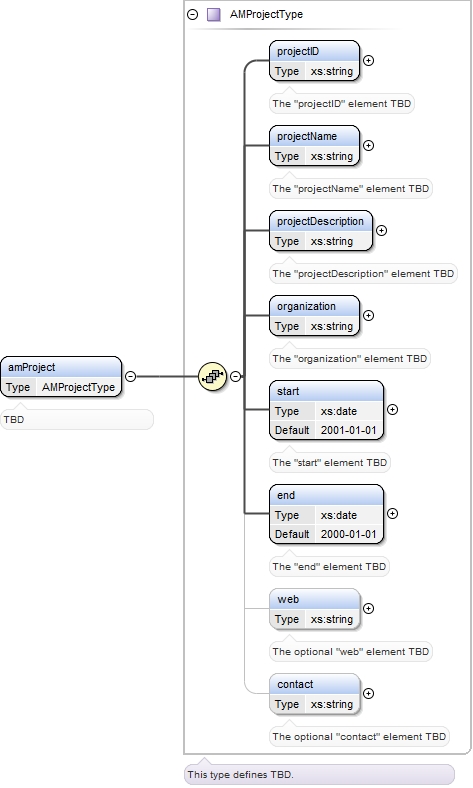 AMProjectType
projectID
Type xs:string
The "projectID" element TBD
projectName
Type xs:string
The "projectName" element TBD
projectDescription
Type xs:string
The "projectDescription" element TBD
organization
Type xs:string
The "organization" element TBD
amProject
Type AMProjectType
TBD
start
Type xs:date
Default 2001-01-01
The "start" element TBD
end
Type xs:date
Default 2000-01-01
The "end" element TBD
web
Type xs:string
The optional "web" element TBD
contact
Type xs:string
The optional "contact" element TBD
This type defines TBD.